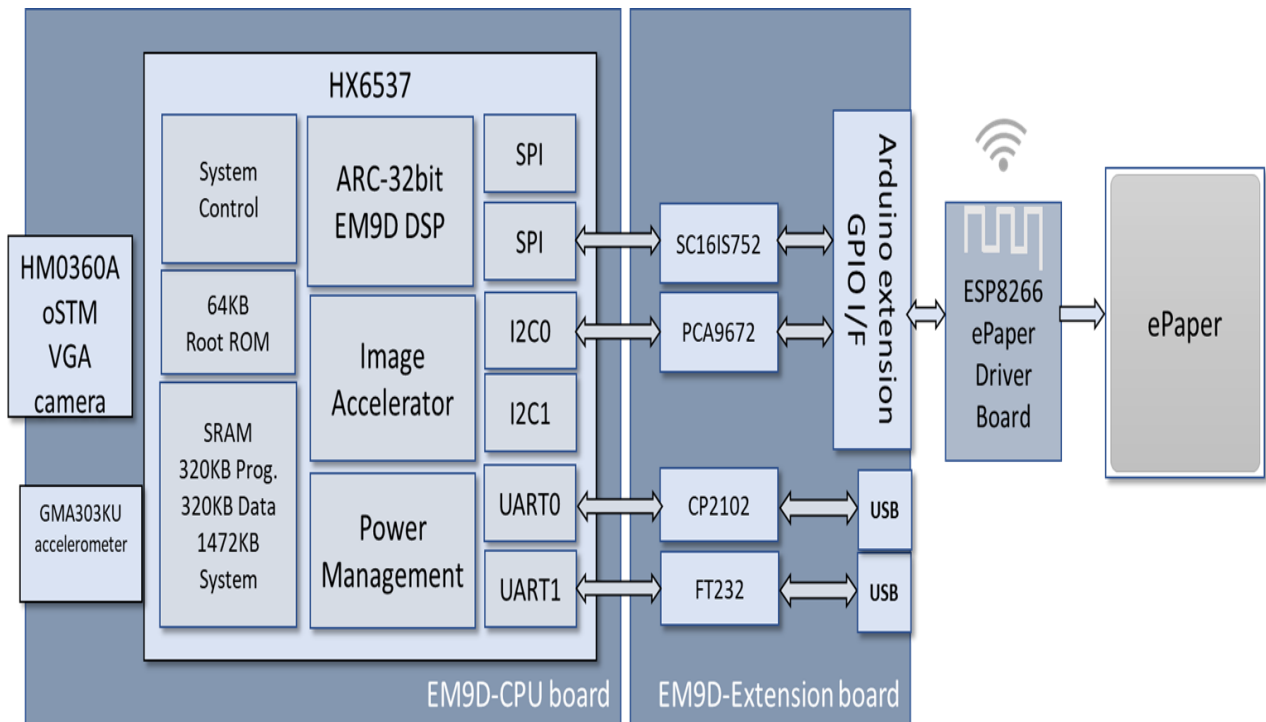 HX6537
System
Control
ARC-32bit
EM9D DSP
SPI
SPI
64KB
Root ROM
Image
Accelerator
I2C0
I2C1
SRAM
320KB Prog.
320KB Data
1472KB
System
Power
Management
UART0
UART1
HM0360A
oSTM
VGA
camera
GMA303KU
accelerometer
EM9D-CPU board
SC16IS752
PCA9672
CP2102
FT232
Arduino extension
GPIO I/F
USB
USB
EM9D-Extension board
ESP8266
ePaper
Driver
Board
ePaper